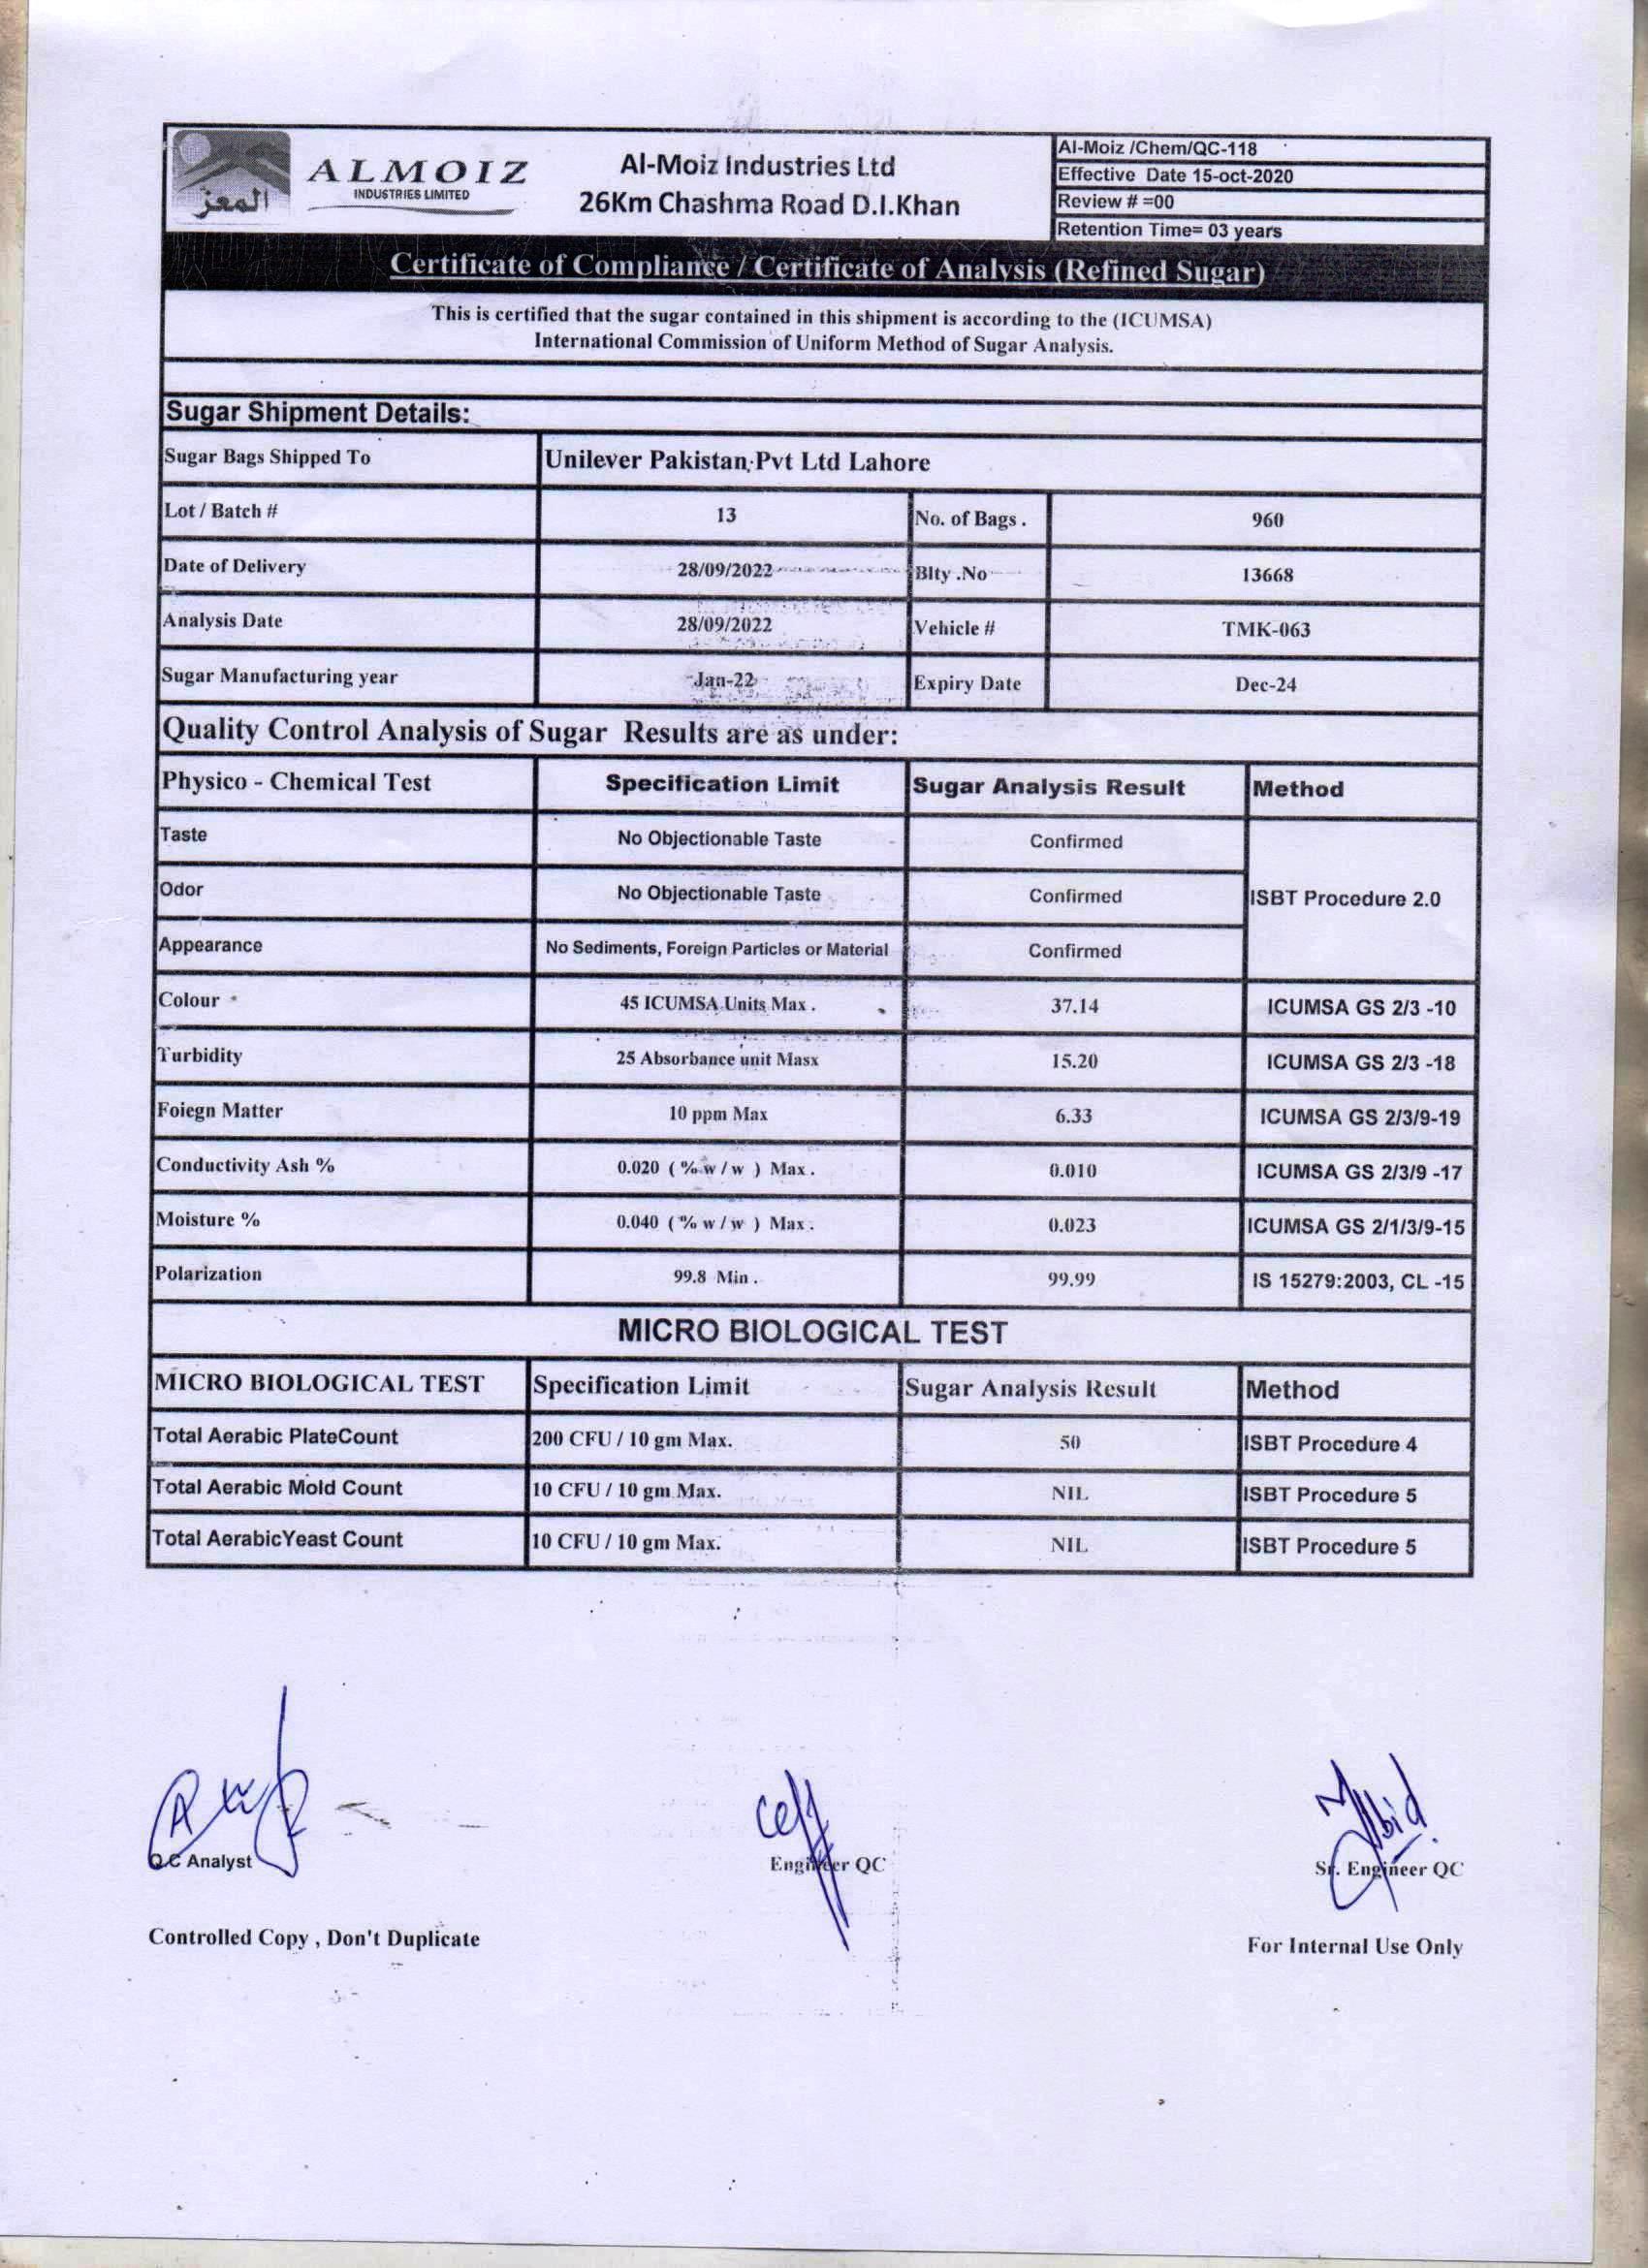 المعز
ALMOIZ
INDUSTRIES LIMITED
Al-Moiz Industries Ltd
26Km Chashma Road D.I.Khan
Al-Moiz /Chem/QC-118
Effective Date 15-oct-2020
Review # =00
Retention Time= 03 years
Certificate of Compliance / Certificate of Analysis (Refined Sugar)
This is certified that the sugar contained in this shipment is according to the (ICUMSA)
International Commission of Uniform Method of Sugar Analysis.
Sugar Shipment Details:
Sugar Bags Shipped To Unilever Pakistan Pvt Ltd Lahore
Lot / Batch # 13 No. of Bags . 960
Date of Delivery 28/09/2022 Blty .No 13668
Analysis Date 28/09/2022 Vehicle # TMK-063
Sugar Manufacturing year Jan-22 Expiry Date Dec-24
Quality Control Analysis of Sugar Results are as under:
Physico - Chemical Test Specification Limit Sugar Analysis Result Method
Taste No Objectionable Taste Confirmed
Odor No Objectionable Taste Confirmed ISBT Procedure 2.0
Appearance No Sediments, Foreign Particles or Material Confirmed
Colour 45 ICUMSA Units Max . 37.14 ICUMSA GS 2/3 -10
Turbidity 25 Absorbance unit Masx 15.20 ICUMSA GS 2/3 -18
Foiegn Matter 10 ppm Max 6.33 ICUMSA GS 2/3/9-19
Conductivity Ash % 0.020 ( % w / w ) Max . 0.010 ICUMSA GS 2/3/9 -17
Moisture % 0.040 ( % w / w ) Max . 0.023 ICUMSA GS 2/1/3/9-15
Polarization 99.8 Min . 99.99 IS 15279:2003, CL -15
MICRO BIOLOGICAL TEST
MICRO BIOLOGICAL TEST Specification Limit Sugar Analysis Result Method
Total Aerabic PlateCount 200 CFU / 10 gm Max. 50 ISBT Procedure 4
Total Aerabic Mold Count 10 CFU / 10 gm Max. NIL ISBT Procedure 5
Total AerabicYeast Count 10 CFU / 10 gm Max. NIL ISBT Procedure 5
Q.C Analyst Engineer QC Sr. Engineer QC
Controlled Copy , Don't Duplicate For Internal Use Only